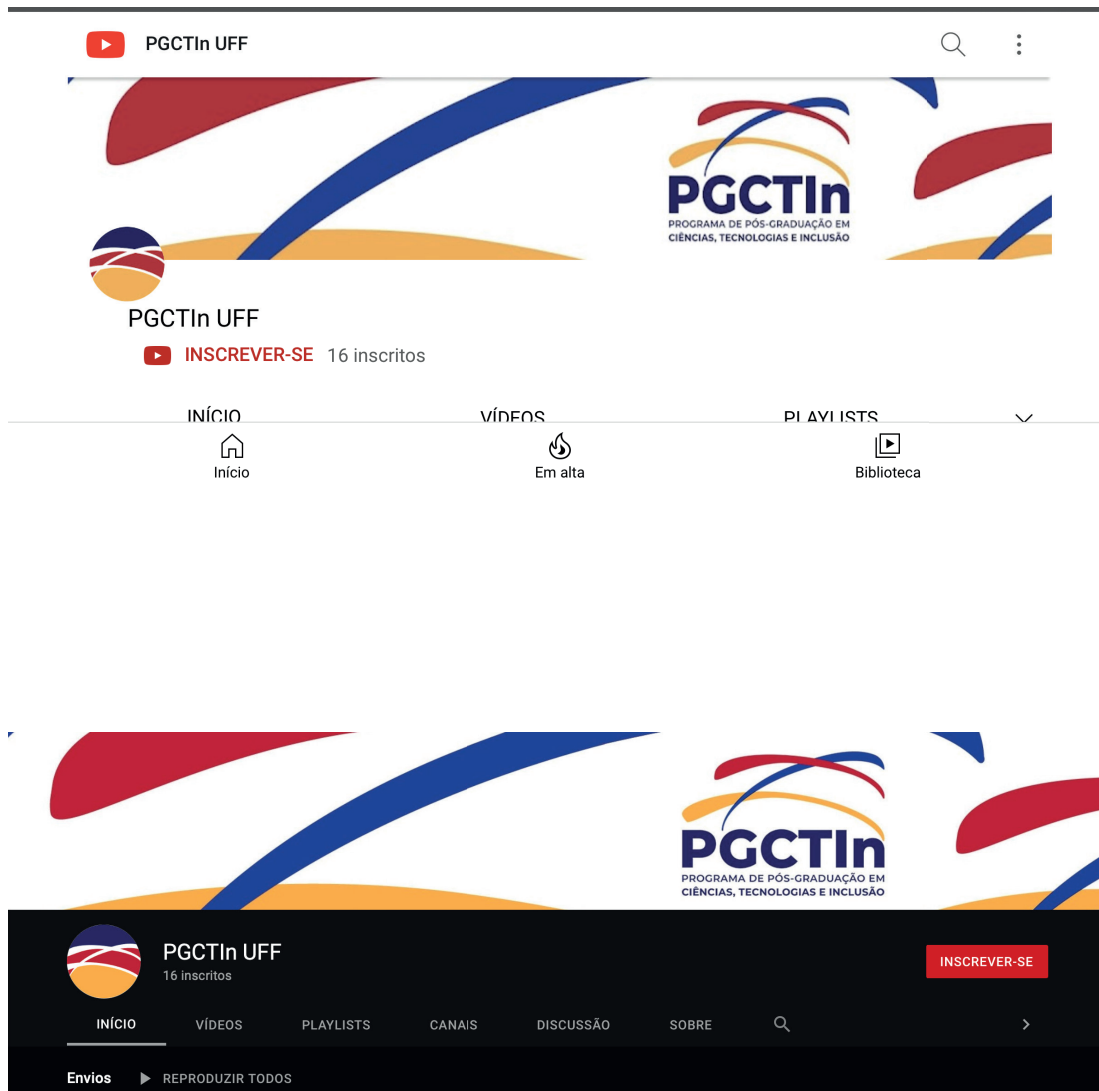 PGCTIn UFF
PGCTIn
PROGRAMA DE PÓS-GRADUAÇÃO EM
CIÊNCIAS, TECNOLOGIAS E INCLUSÃO
PGCTIn UFF
INSCREVER-SE 16 inscritos
INÍCIO VÍDEOS PLAYLISTS
Início Em alta Biblioteca
PGCTIn
PROGRAMA DE PÓS-GRADUAÇÃO EM
CIÊNCIAS, TECNOLOGIAS E INCLUSÃO
PGCTIn UFF
16 inscritos
INSCREVER-SE
INÍCIO VÍDEOS PLAYLISTS CANAIS DISCUSSÃO SOBRE
Envios REPRODUZIR TODOS